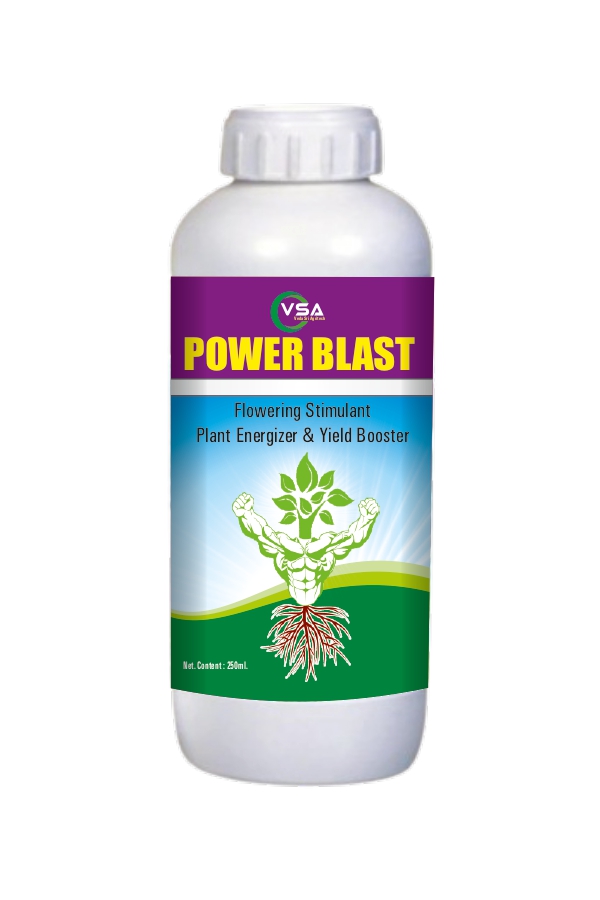 VSA
POWER BLAST
Flowering Stimulant
Plant Energizer & Yield Booster
Net. Content : 250ml.